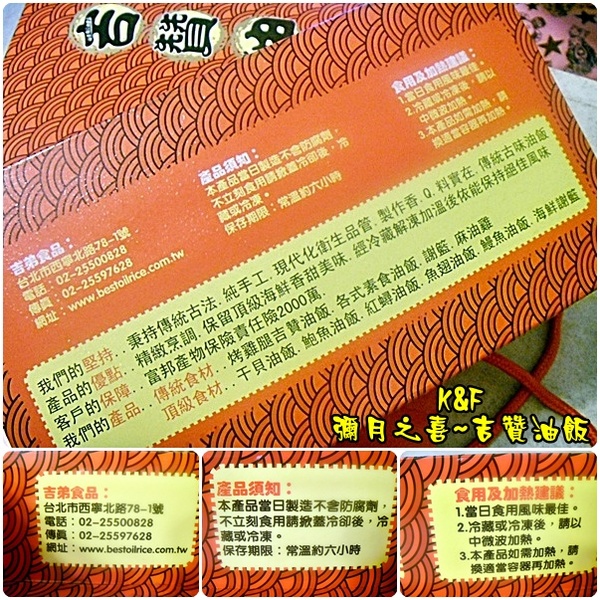 吉贊油
食用及加熱建議：
1.當日食用風味最佳。
2.冷藏或冷凍後，請以
中微波加熱。
3.本產品如需加熱，請
換適當容器再加熱。
產品須知：
本產品當日製造不會防腐劑，
不立刻食用請掀蓋冷卻後，冷
藏或冷凍。
保存期限：常溫約六小時
吉弟食品：
台北市西寧北路78-1號
電話：02-25500828
傳真：02-25597628
網址：www.bestoilrice.com.tw
我們的堅持：秉持傳統古法．純手工．現代化衛生品管．製作香．Q．料實在．傳統古味油飯
產品的優點：精緻烹調．保留頂級海鮮香甜美味．經冷藏解凍加溫後依能保持絕佳風味
客戶的保障：富邦產物保險責任險2000萬
我們的產品：傳統食材．烤雞腿吉贊油飯．各式素食油飯．謝籃．麻油雞
頂級食材．干貝油飯．鮑魚油飯．紅蟳油飯．魚翅油飯．鰻魚油飯．海鮮謝籃
K&F
彌月之喜~吉贊油飯
吉弟食品：
台北市西寧北路78-1號
電話：02-25500828
傳真：02-25597628
網址：www.bestoilrice.com.tw
產品須知：
本產品當日製造不會防腐劑，
不立刻食用請掀蓋冷卻後，冷
藏或冷凍。
保存期限：常溫約六小時
食用及加熱建議：
1.當日食用風味最佳。
2.冷藏或冷凍後，請以
中微波加熱。
3.本產品如需加熱，請
換適當容器再加熱。